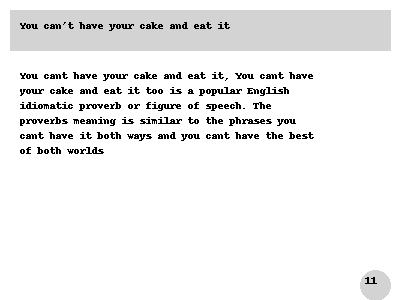 You can't have your cake and eat it
You cant have your cake and eat it, You cant have
your cake and eat it too is a popular English
idiomatic proverb or figure of speech. The
proverbs meaning is similar to the phrases you
cant have it both ways and you cant have the best
of both worlds
11